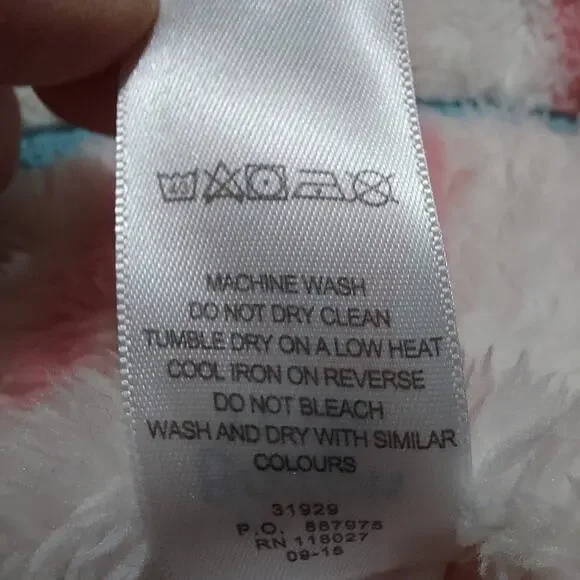 40
MACHINE WASH
DO NOT DRY CLEAN
TUMBLE DRY ON A LOW HEAT
COOL IRON ON REVERSE
DO NOT BLEACH
WASH AND DRY WITH SIMILAR
COLOURS
31929
P.O. 887975
RN 118027
09-15